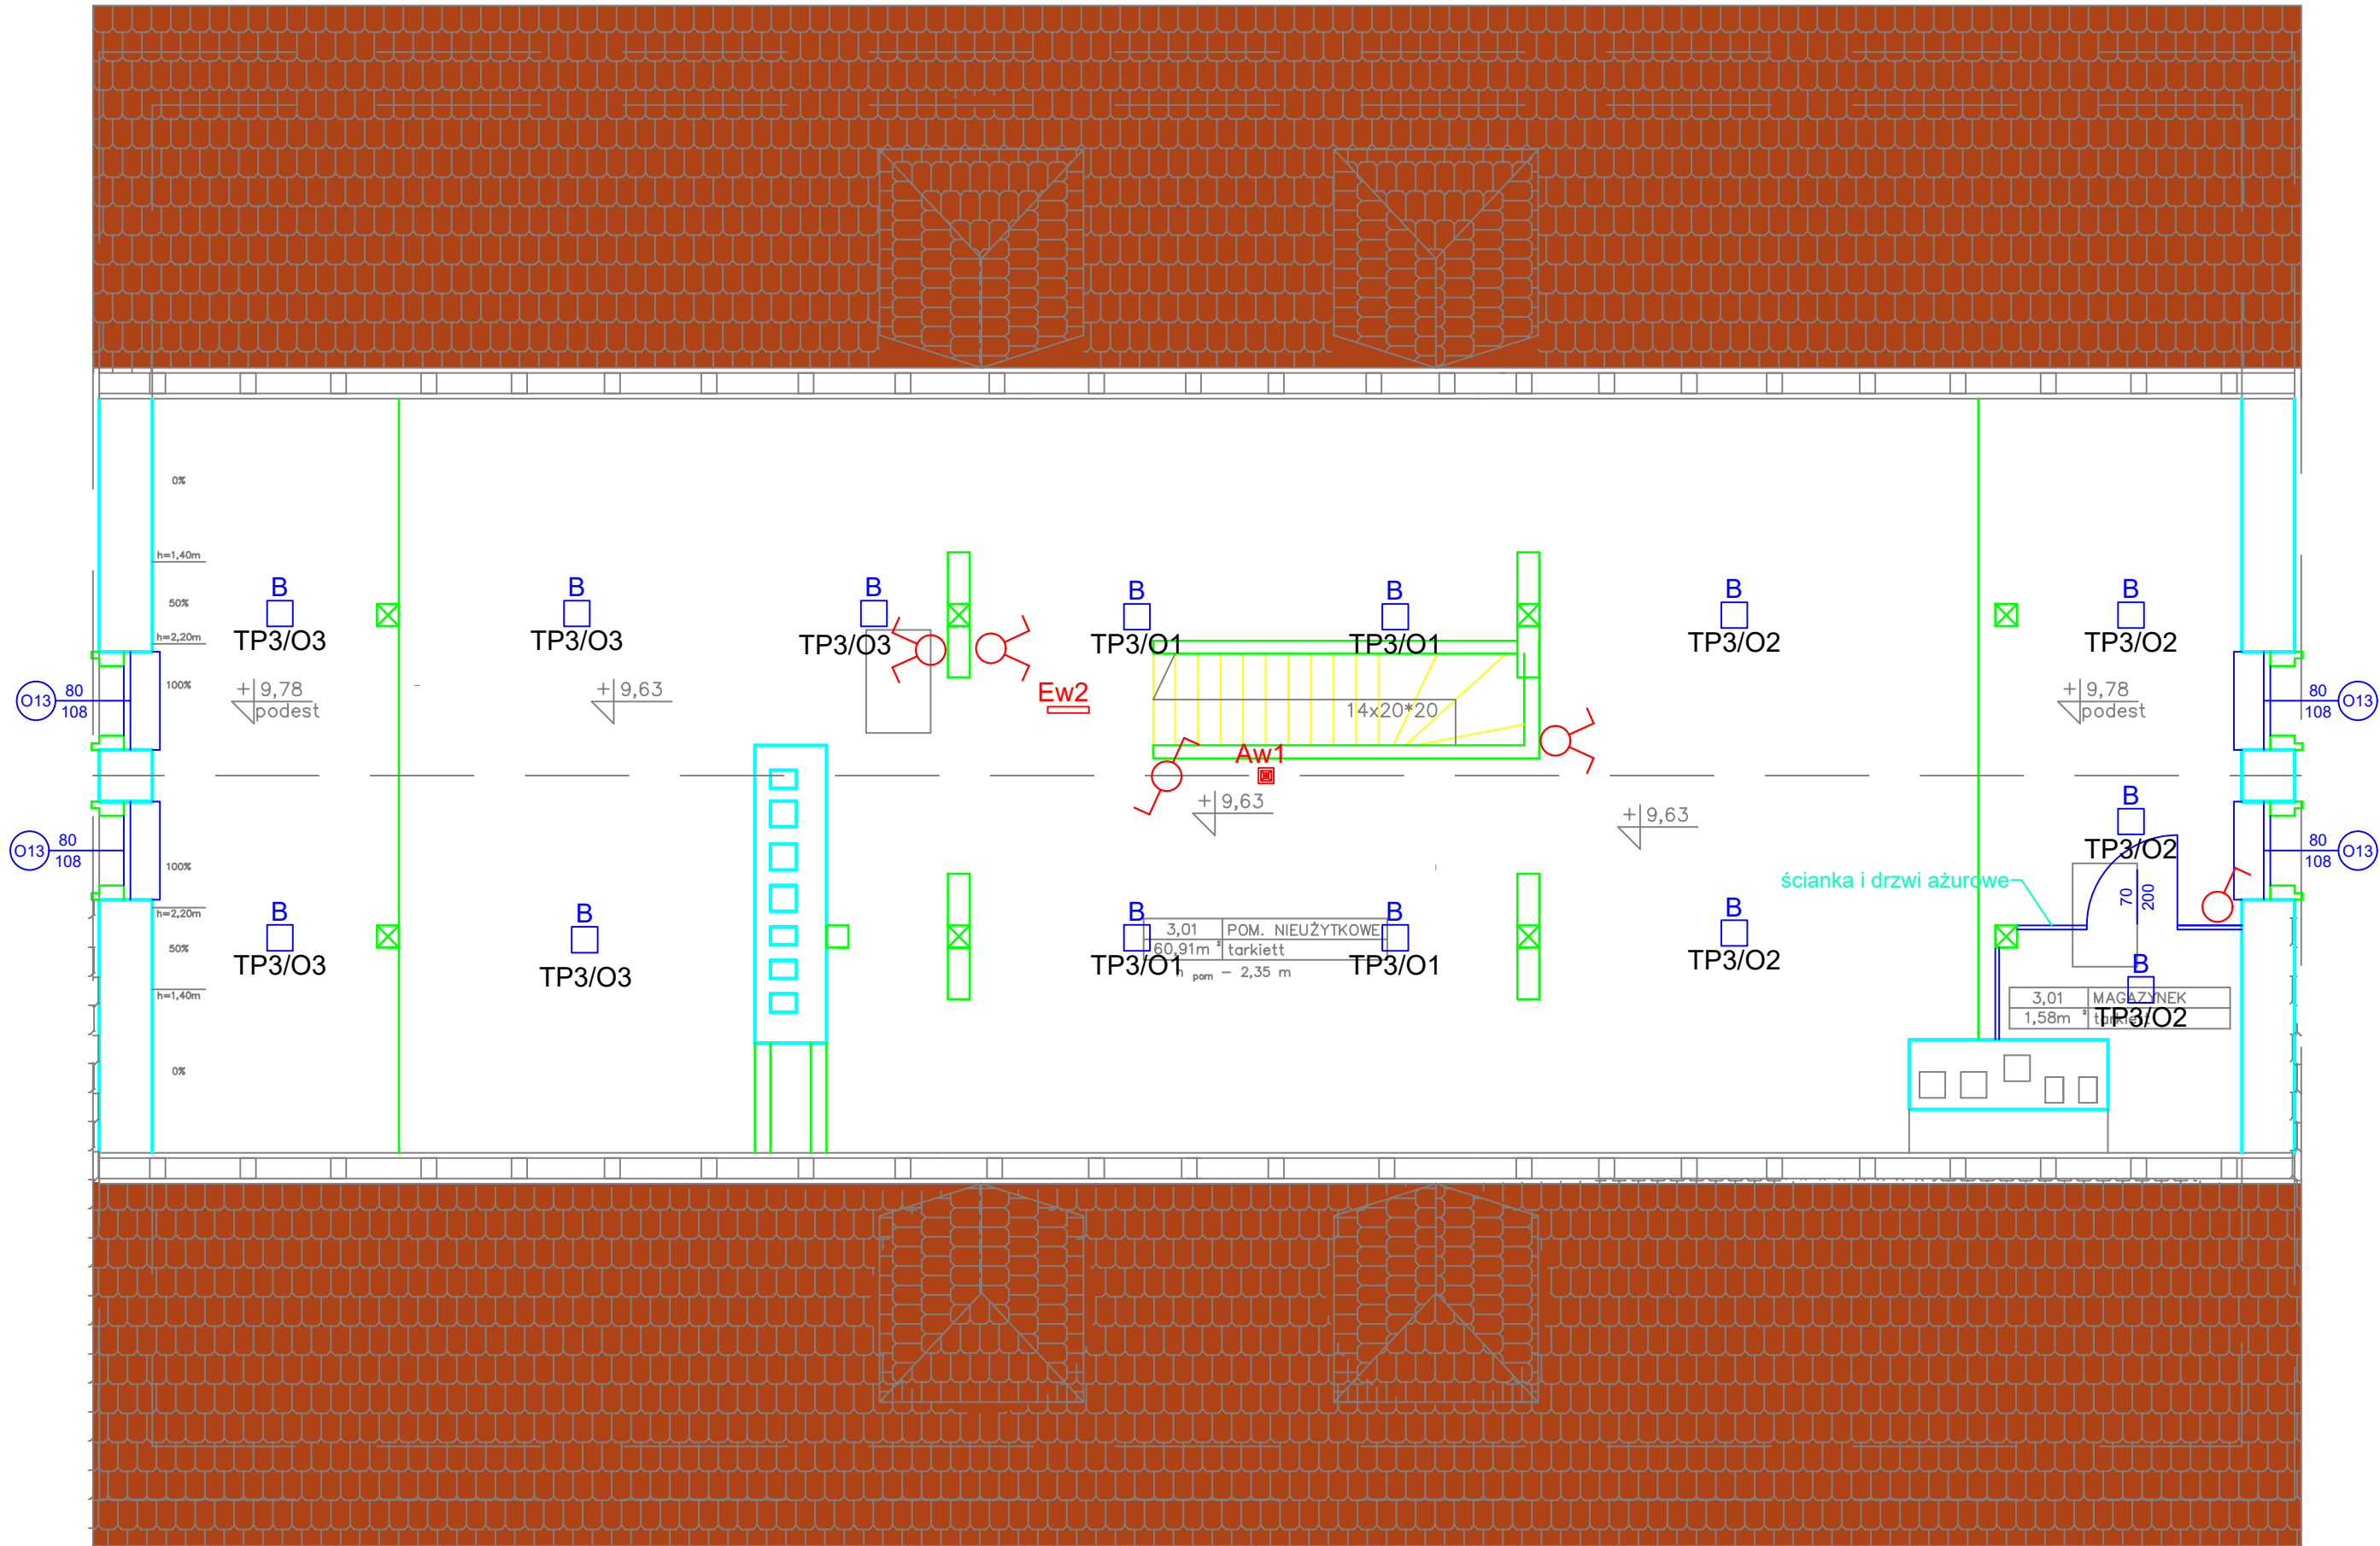 0%
h=1,40m
50%
h=2,20m
100%
B
TP3/O3
B
TP3/O3
B
TP3/O3
B
TP3/O1
B
TP3/O1
B
TP3/O2
B
TP3/O2
O13
80
108
+9,78
podest
+9,63
Ew2
14x20*20
Aw1
+9,63
+9,63
+9,78
podest
80
108
O13
O13
80
108
100%
h=2,20m
50%
h=1,40m
0%
B
TP3/O2
80
108
O13
ścianka i drzwi ażurowe
70
200
B
TP3/O3
B
TP3/O3
B
TP3/O1
B
TP3/O1
3,01 POM. NIEUŻYTKOWE
60,91m² tarkiett
pom – 2,35 m
B
TP3/O2
B
TP3/O2
3,01 MAGAZYNEK
1,58m² tarkiett